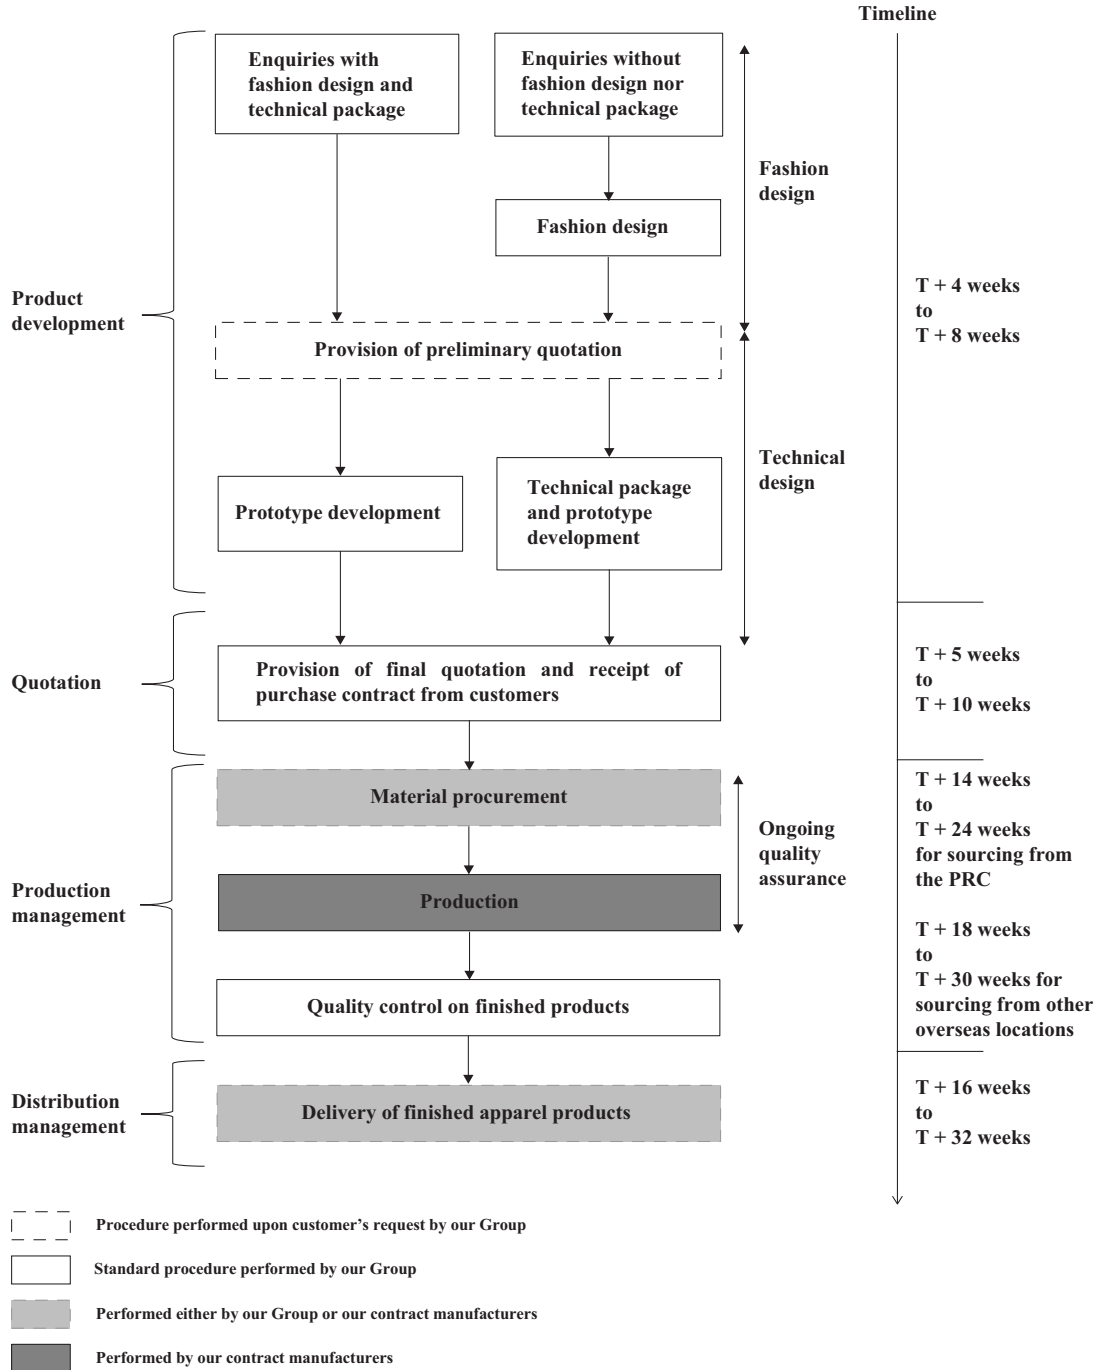 Timeline
Enquiries with
fashion design and
technical package
Enquiries without
fashion design nor
technical package
Fashion
design
Fashion design
Product
development
T + 4 weeks
to
T + 8 weeks
Provision of preliminary quotation
Technical
design
Prototype development
Technical package
and prototype
development
Quotation
Provision of final quotation and receipt of
purchase contract from customers
T + 5 weeks
to
T + 10 weeks
Production
management
Material procurement
Ongoing
quality
assurance
Production
Quality control on finished products
T + 14 weeks
to
T + 24 weeks
for sourcing from
the PRC
T + 18 weeks
to
T + 30 weeks for
sourcing from other
overseas locations
Distribution
management
Delivery of finished apparel products
T + 16 weeks
to
T + 32 weeks
Procedure performed upon customer’s request by our Group
Standard procedure performed by our Group
Performed either by our Group or our contract manufacturers
Performed by our contract manufacturers